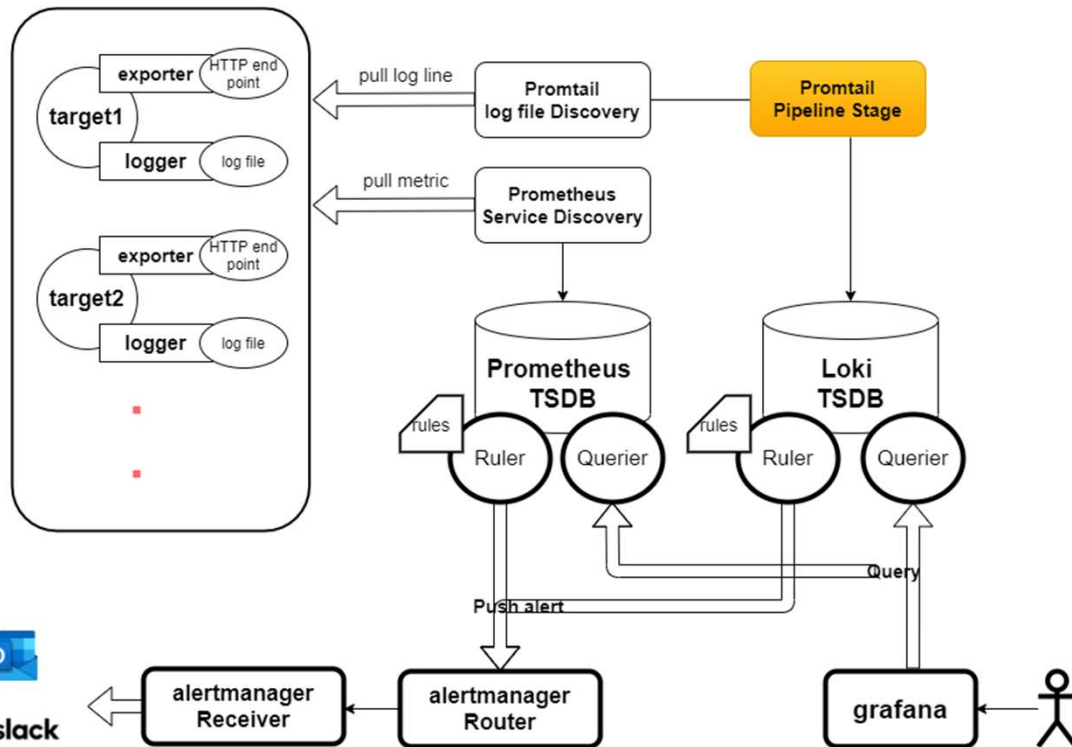 exporter
HTTP end
point
target1
logger
log file
exporter
HTTP end
point
target2
logger
log file
pull log line
Promtail
log file Discovery
Promtail
Pipeline Stage
pull metric
Prometheus
Service Discovery
Prometheus
TSDB
Loki
TSDB
rules
Ruler
Querier
rules
Ruler
Querier
Query
Push alert
slack
alertmanager
Receiver
alertmanager
Router
grafana